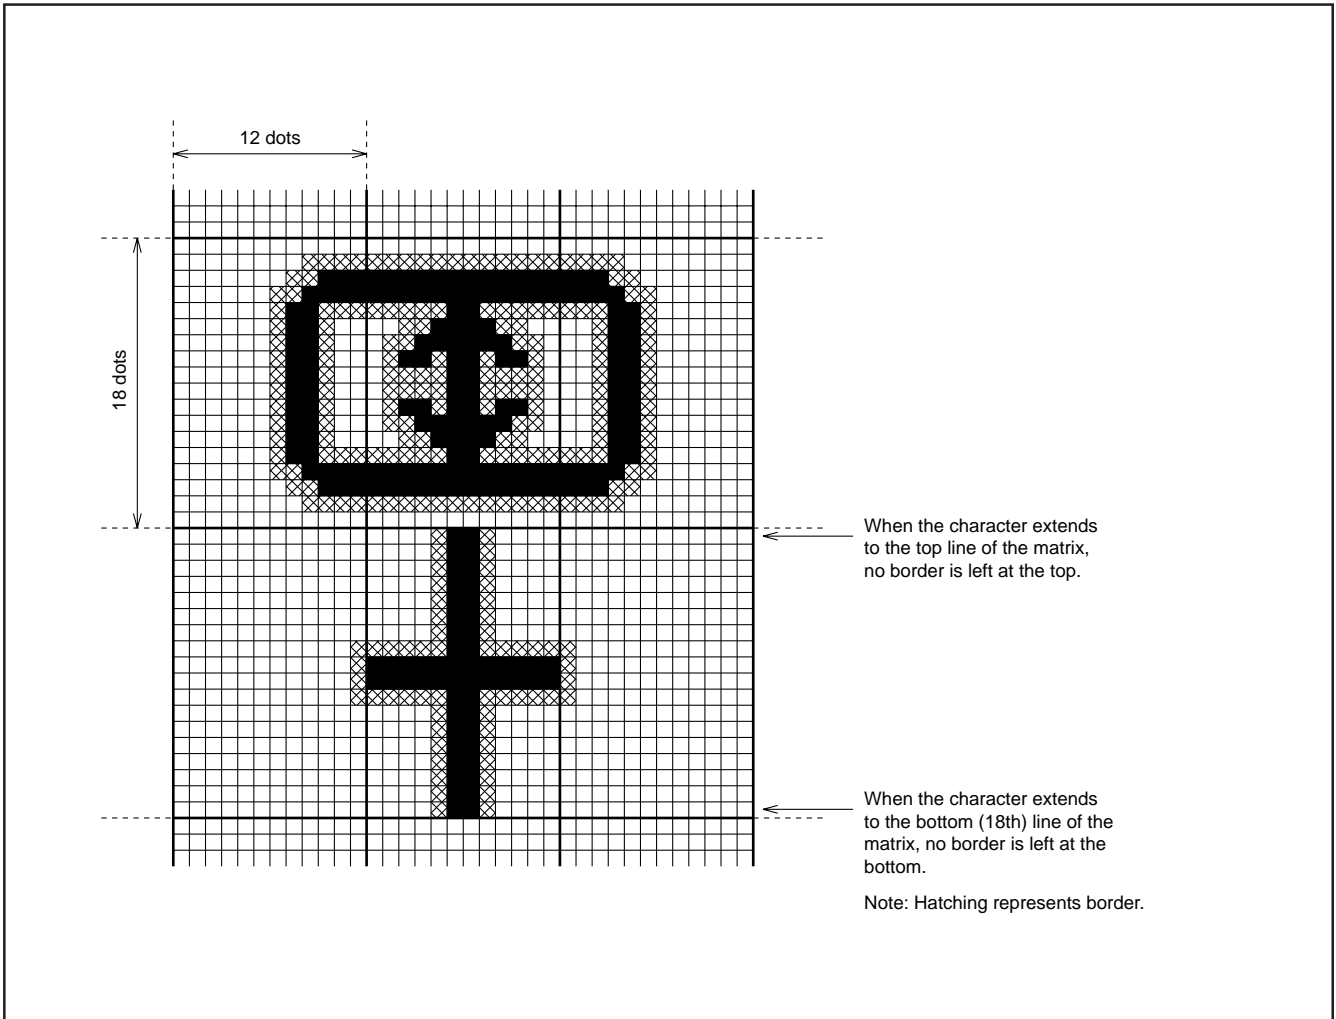 12 dots
18 dots
When the character extends
to the top line of the matrix,
no border is left at the top.
When the character extends
to the bottom (18th) line of the
matrix, no border is left at the
bottom.
Note: Hatching represents border.